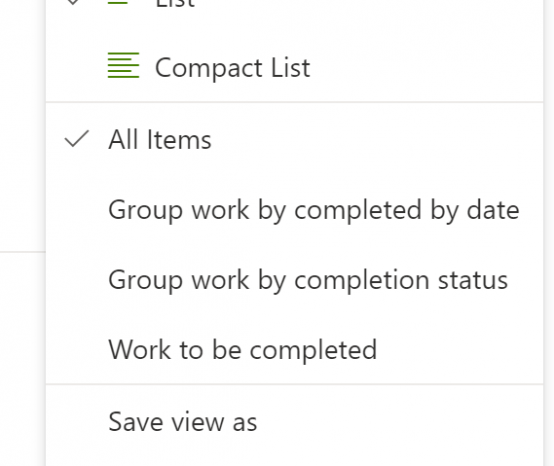 List
Compact List
All Items
Group work by completed by date
Group work by completion status
Work to be completed
Save view as